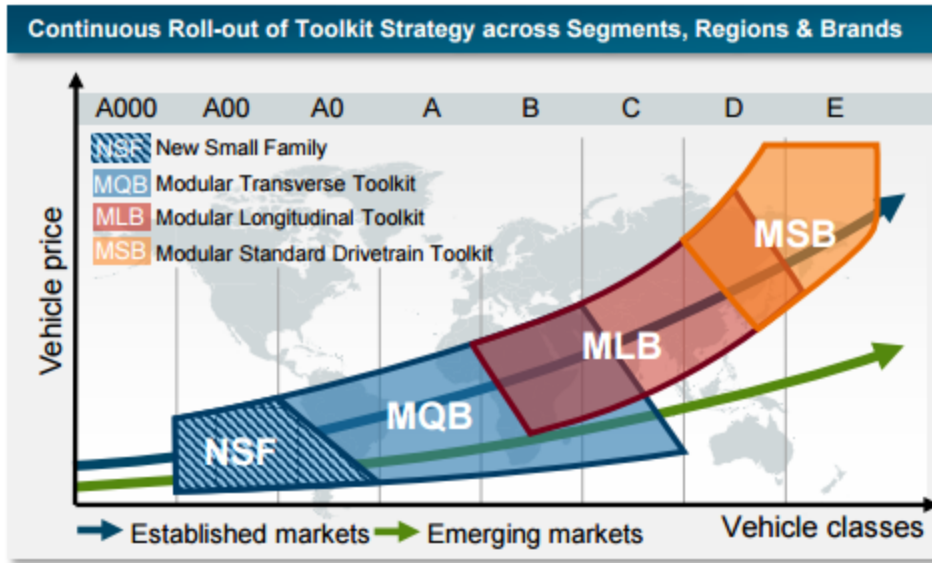 Continuous Roll-out of Toolkit Strategy across Segments, Regions & Brands
A000 A00 A0 A B C D E
NSF New Small Family
MQB Modular Transverse Toolkit
MLB Modular Longitudinal Toolkit
MSB Modular Standard Drivetrain Toolkit
Vehicle price
MSB
MLB
MQB
NSF
Established markets Emerging markets Vehicle classes